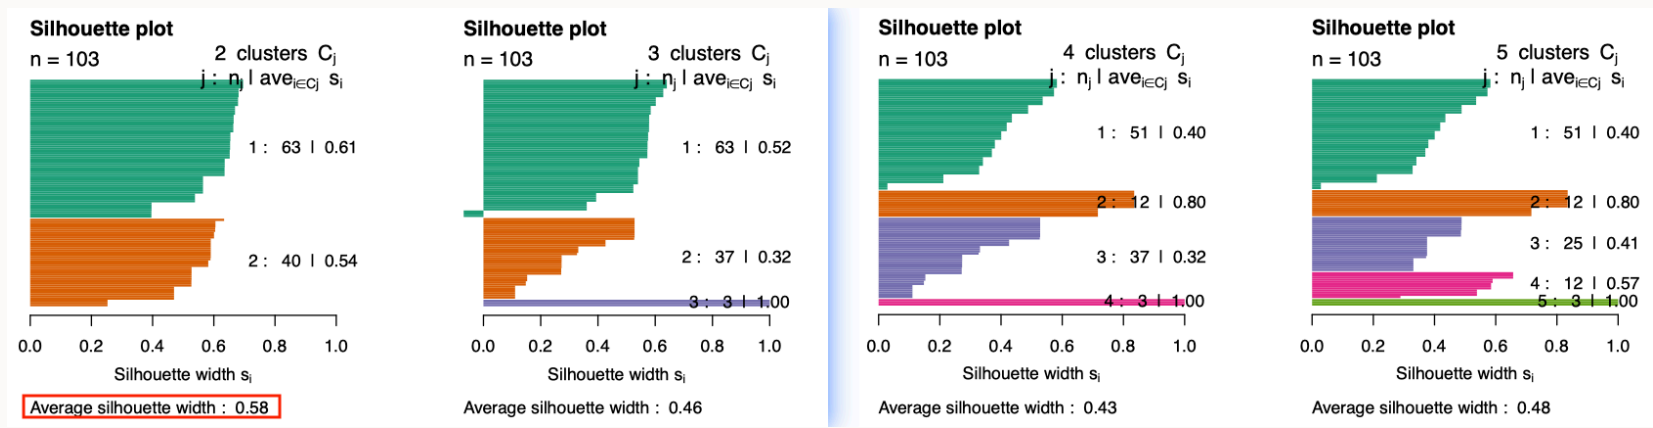 Silhouette plot
n = 103
2 clusters Cj
j : nj | avei∈Cj si
1 : 63 | 0.61
2 : 40 | 0.54
0.0 0.2 0.4 0.6 0.8 1.0
Silhouette width si
Average silhouette width : 0.58
Silhouette plot
n = 103
3 clusters Cj
j : nj | avei∈Cj si
1 : 63 | 0.52
2 : 37 | 0.32
3 : 3 | 1.00
0.0 0.2 0.4 0.6 0.8 1.0
Silhouette width si
Average silhouette width : 0.46
Silhouette plot
n = 103
4 clusters Cj
j : nj | avei∈Cj si
1 : 51 | 0.40
2 : 12 | 0.80
3 : 37 | 0.32
4 : 3 | 1.00
0.0 0.2 0.4 0.6 0.8 1.0
Silhouette width si
Average silhouette width : 0.43
Silhouette plot
n = 103
5 clusters Cj
j : nj | avei∈Cj si
1 : 51 | 0.40
2 : 12 | 0.80
3 : 25 | 0.41
4 : 12 | 0.57
5 : 3 | 1.00
0.0 0.2 0.4 0.6 0.8 1.0
Silhouette width si
Average silhouette width : 0.48